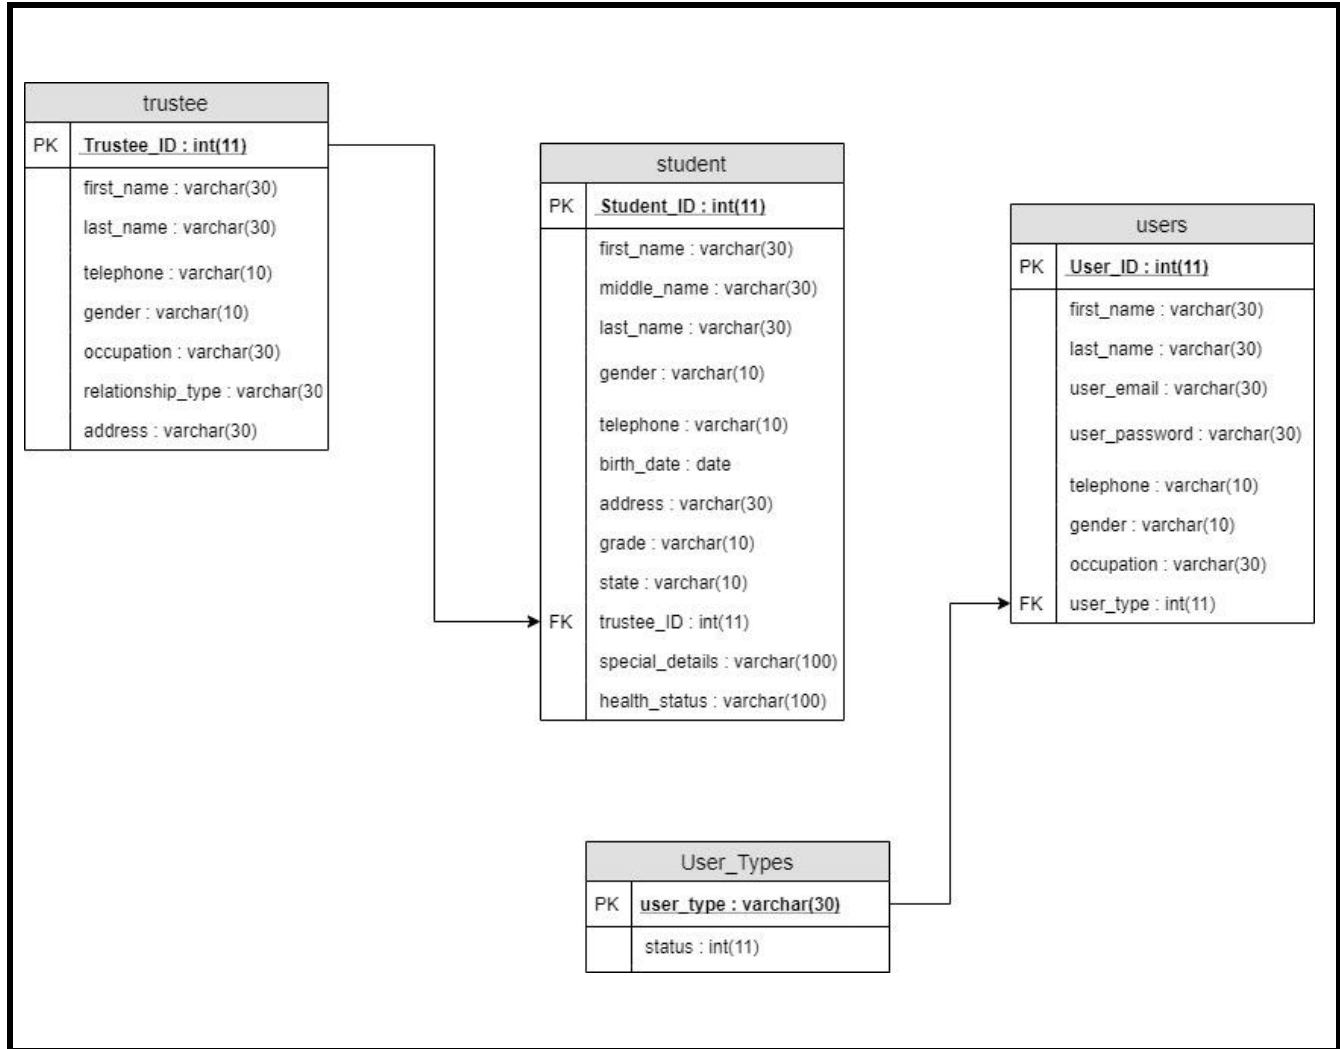 trustee
PK Trustee_ID : int(11)
first_name : varchar(30)
last_name : varchar(30)
telephone : varchar(10)
gender : varchar(10)
occupation : varchar(30)
relationship_type : varchar(30
address : varchar(30)
student
PK Student_ID : int(11)
first_name : varchar(30)
middle_name : varchar(30)
last_name : varchar(30)
gender : varchar(10)
telephone : varchar(10)
birth_date : date
address : varchar(30)
grade : varchar(10)
state : varchar(10)
FK trustee_ID : int(11)
special_details : varchar(100)
health_status : varchar(100)
users
PK User_ID : int(11)
first_name : varchar(30)
last_name : varchar(30)
user_email : varchar(30)
user_password : varchar(30)
telephone : varchar(10)
gender : varchar(10)
occupation : varchar(30)
FK user_type : int(11)
User_Types
PK user_type : varchar(30)
status : int(11)